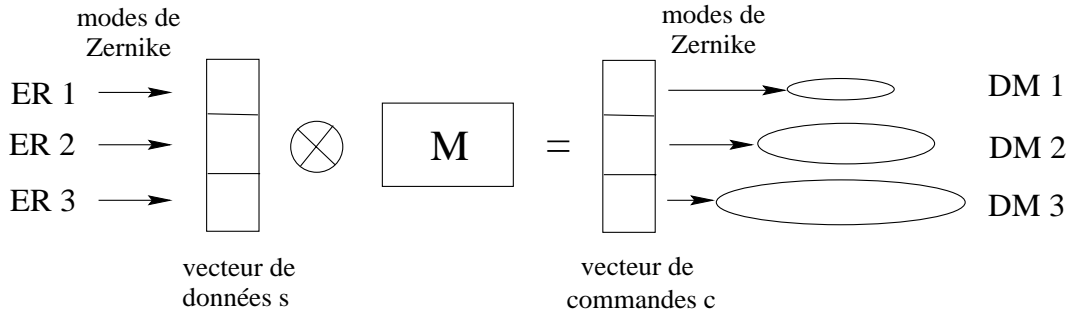 modes de
Zernike
modes de
Zernike
ER 1
DM 1
ER 2
M
=
DM 2
ER 3
DM 3
vecteur de
données s
vecteur de
commandes c